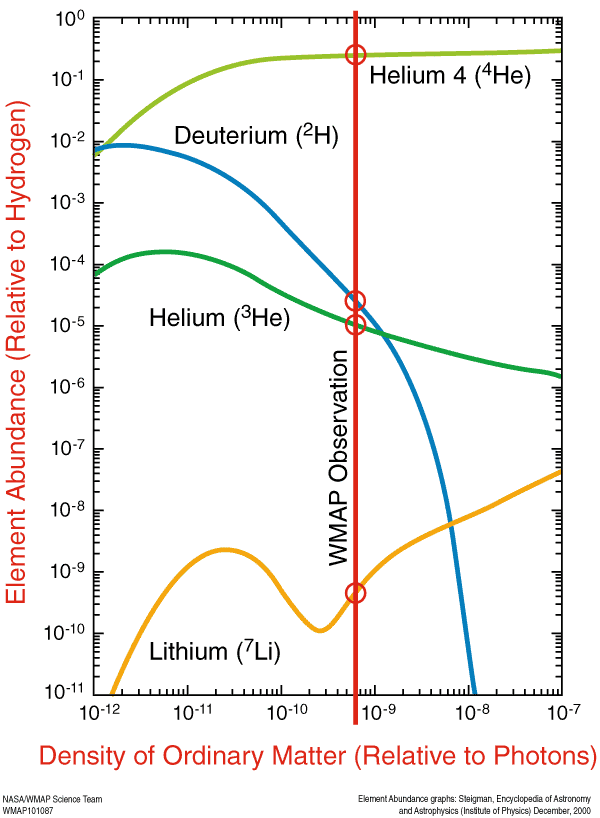 Element Abundance (Relative to Hydrogen)
10⁰
10⁻¹
10⁻²
10⁻³
10⁻⁴
10⁻⁵
10⁻⁶
10⁻⁷
10⁻⁸
10⁻⁹
10⁻¹⁰
10⁻¹¹
Helium 4 (⁴He)
Deuterium (²H)
Helium (³He)
WMAP Observation
Lithium (⁷Li)
10⁻¹² 10⁻¹¹ 10⁻¹⁰ 10⁻⁹ 10⁻⁸ 10⁻⁷
Density of Ordinary Matter (Relative to Photons)
NASA/WMAP Science Team
WMAP101087
Element Abundance graphs: Steigman, Encyclopedia of Astronomy
and Astrophysics (Institute of Physics) December, 2000